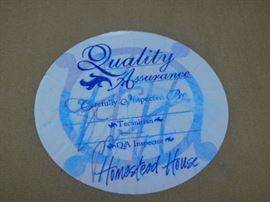 Quality
Assurance
Carefully Inspected By:
Technician
QA Inspector
Homestead House